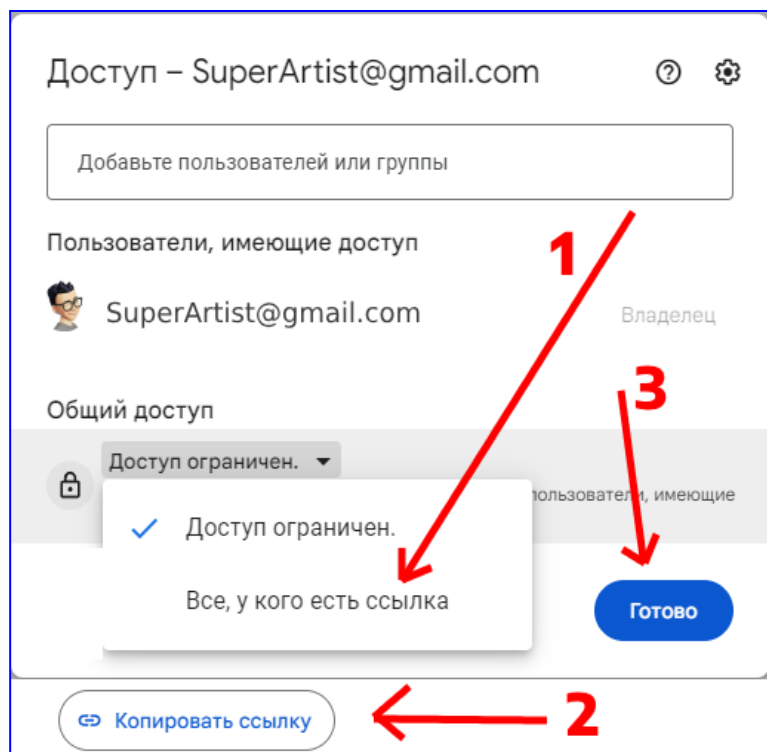 Доступ – SuperArtist@gmail.com
Добавьте пользователей или группы
Пользователи, имеющие доступ
1
SuperArtist@gmail.com
Владелец
3
Общий доступ
Доступ ограничен.
пользователи, имеющие
Доступ ограничен.
Все, у кого есть ссылка
Готово
Копировать ссылку
2